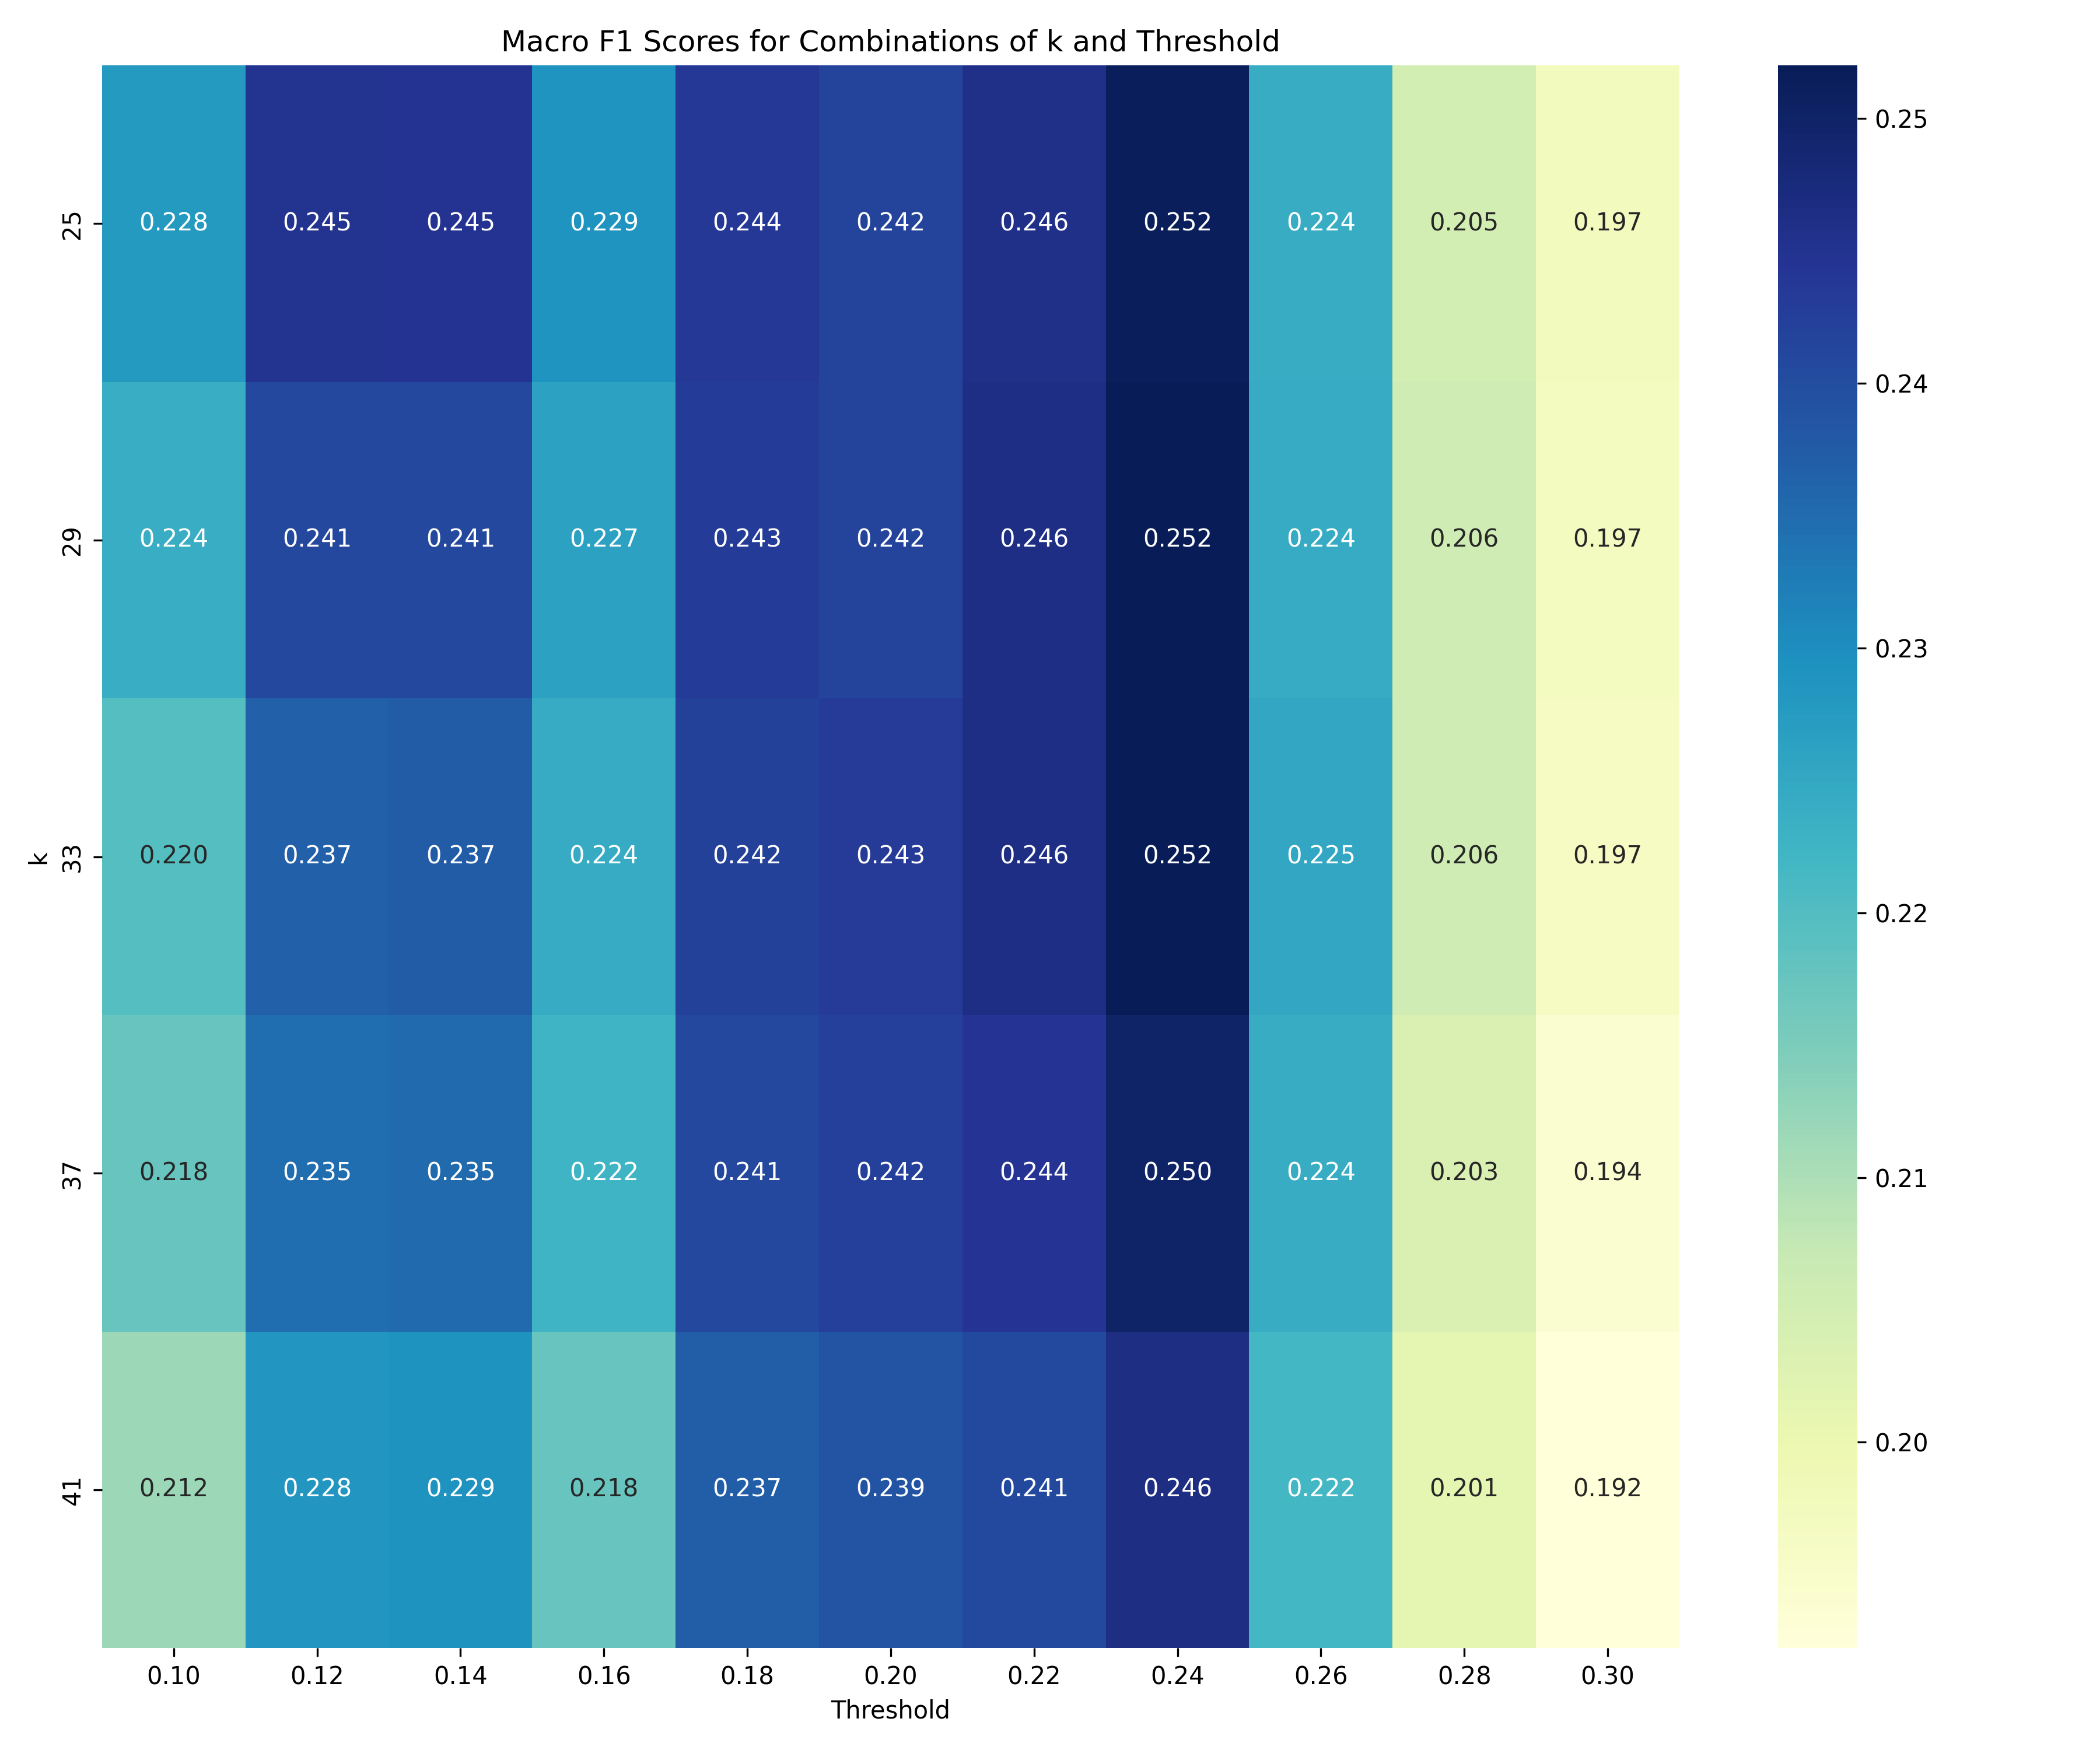 Macro F1 Scores for Combinations of k and Threshold
25 0.228 0.245 0.245 0.229 0.244 0.242 0.246 0.252 0.224 0.205 0.197
29 0.224 0.241 0.241 0.227 0.243 0.242 0.246 0.252 0.224 0.206 0.197
k
33 0.220 0.237 0.237 0.224 0.242 0.243 0.246 0.252 0.225 0.206 0.197
37 0.218 0.235 0.235 0.222 0.241 0.242 0.244 0.250 0.224 0.203 0.194
41 0.212 0.228 0.229 0.218 0.237 0.239 0.241 0.246 0.222 0.201 0.192
0.10 0.12 0.14 0.16 0.18 0.20 0.22 0.24 0.26 0.28 0.30
Threshold
0.25
0.24
0.23
0.22
0.21
0.20